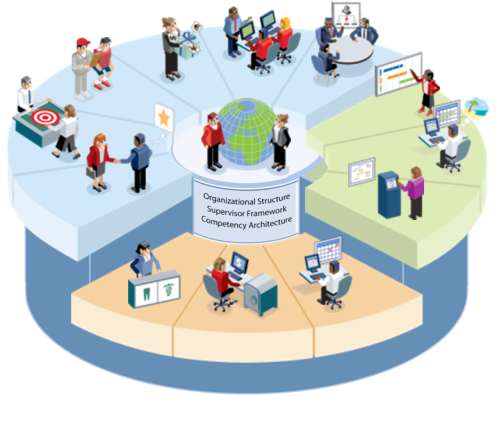 Organizational Structure
Supervisor Framework
Competency Architecture